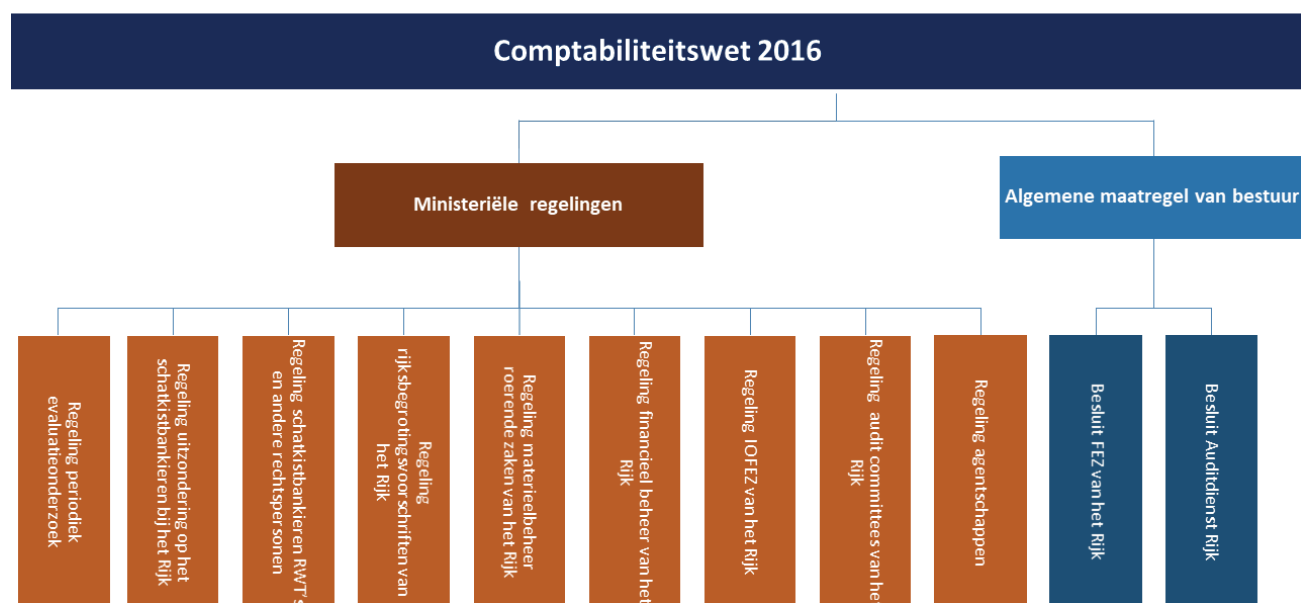 Comptabiliteitswet 2016
Ministeriële regelingen
Algemene maatregel van bestuur
Regeling periodiek
evaluatieonderzoek
Regeling uitzondering op het
schatkistbankieren bij het Rijk
Regeling schatkistbankieren RWT's
en andere rechtspersonen
Regeling
rijksbegrotingsvoorschriften van
het Rijk
Regeling materieelbeheer
roerende zaken van het Rijk
Regeling financieel beheer van het
Rijk
Regeling IOFEZ van het Rijk
Regeling audit committees van het
Rijk
Regeling agentschappen
Besluit FEZ van het Rijk
Besluit Auditdienst Rijk